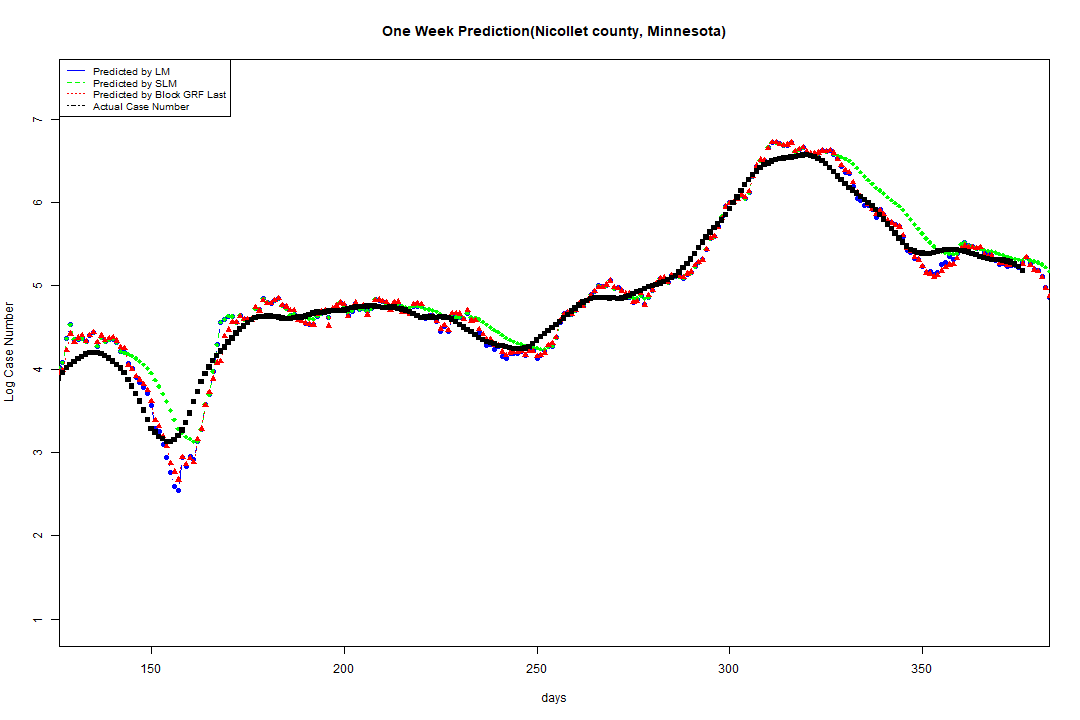 One Week Prediction(Nicollet county, Minnesota)
Predicted by LM
Predicted by SLM
Predicted by Block GRF Last
Actual Case Number
7
6
5
4
3
2
1
Log Case Number
150 200 250 300 350
days